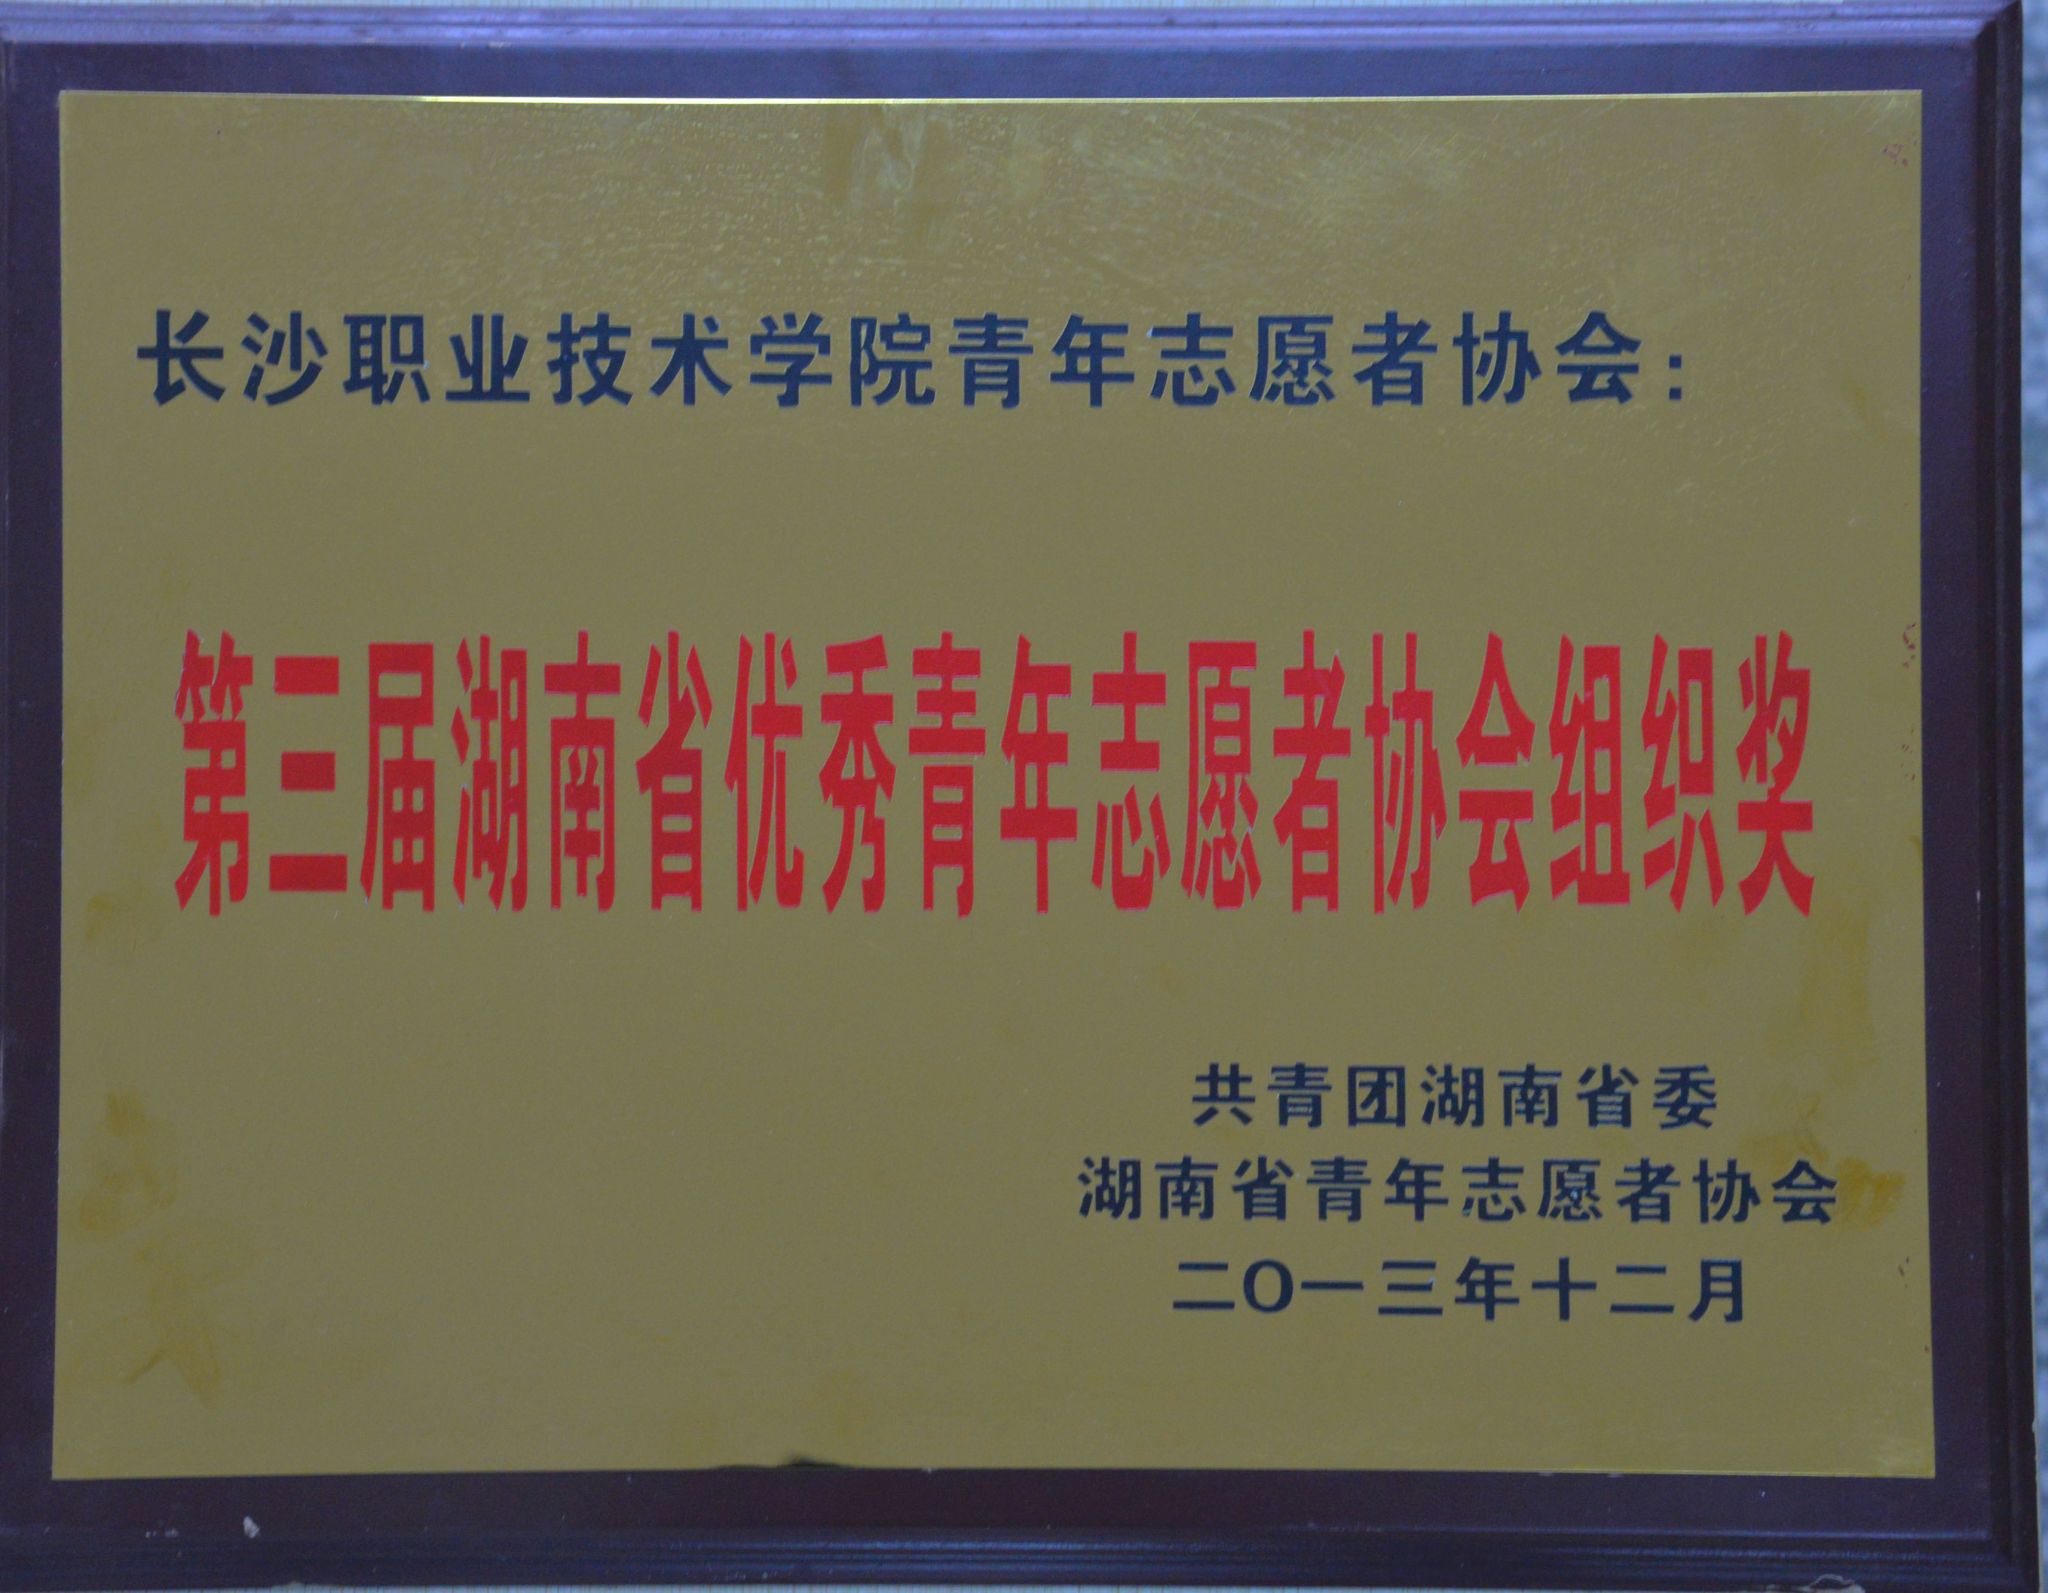 长沙职业技术学院青年志愿者协会：
第三届湖南省优秀青年志愿者协会组织奖
共青团湖南省委
湖南省青年志愿者协会
二〇一三年十二月